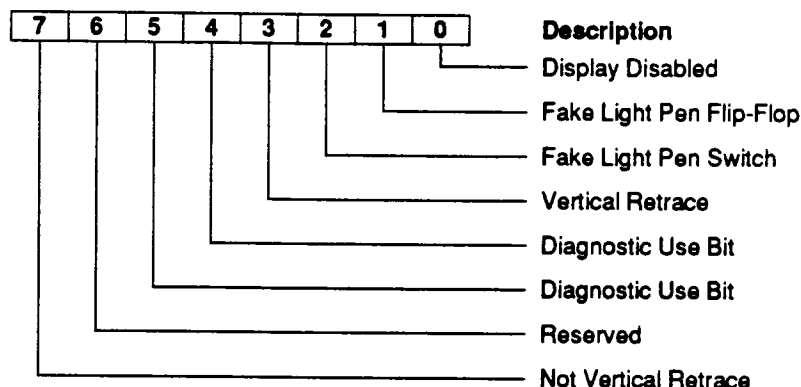 7 6 5 4 3 2 1 0
Description
Display Disabled
Fake Light Pen Flip-Flop
Fake Light Pen Switch
Vertical Retrace
Diagnostic Use Bit
Diagnostic Use Bit
Reserved
Not Vertical Retrace